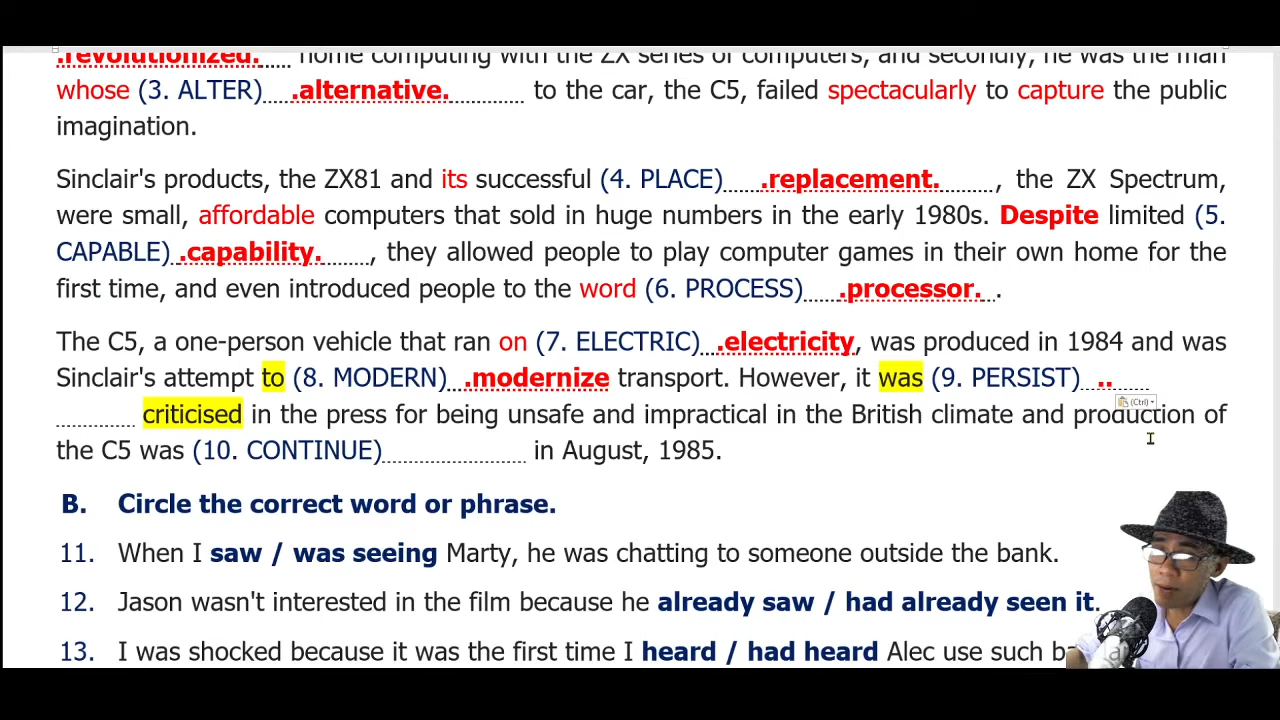 .revolutionized. home computing with the ZX series of computers, and secondly, he was the man
whose (3. ALTER) .alternative. to the car, the C5, failed spectacularly to capture the public
imagination.
Sinclair's products, the ZX81 and its successful (4. PLACE) .replacement. , the ZX Spectrum,
were small, affordable computers that sold in huge numbers in the early 1980s. Despite limited (5.
CAPABLE) .capability. , they allowed people to play computer games in their own home for the
first time, and even introduced people to the word (6. PROCESS) .processor. .
The C5, a one-person vehicle that ran on (7. ELECTRIC) .electricity, was produced in 1984 and was
Sinclair's attempt to (8. MODERN) .modernize transport. However, it was (9. PERSIST) ..
(Ctrl)
criticised in the press for being unsafe and impractical in the British climate and production of
the C5 was (10. CONTINUE) in August, 1985.
B. Circle the correct word or phrase.
11. When I saw / was seeing Marty, he was chatting to someone outside the bank.
12. Jason wasn't interested in the film because he already saw / had already seen it.
13. I was shocked because it was the first time I heard / had heard Alec use such